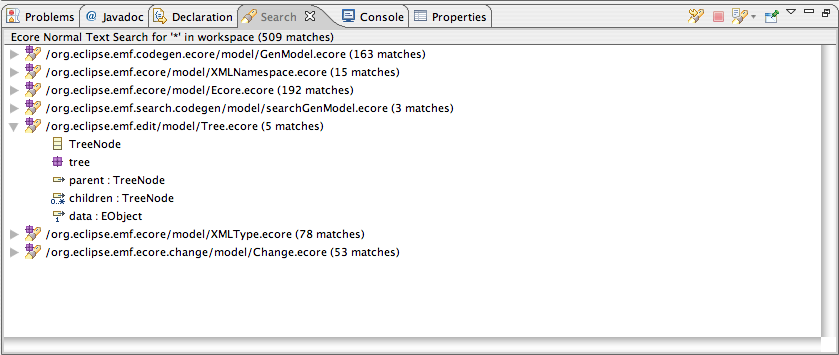 Problems @ Javadoc Declaration Search Console Properties
Ecore Normal Text Search for '*' in workspace (509 matches)
/org.eclipse.emf.codegen.ecore/model/GenModel.ecore (163 matches)
/org.eclipse.emf.ecore/model/XMLNamespace.ecore (15 matches)
/org.eclipse.emf.ecore/model/Ecore.ecore (192 matches)
/org.eclipse.emf.search.codegen/model/searchGenModel.ecore (3 matches)
/org.eclipse.emf.edit/model/Tree.ecore (5 matches)
TreeNode
tree
parent : TreeNode
0..* children : TreeNode
1 data : EObject
/org.eclipse.emf.ecore/model/XMLType.ecore (78 matches)
/org.eclipse.emf.ecore.change/model/Change.ecore (53 matches)